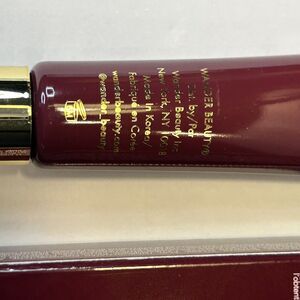 WANDER BEAUTY®
Dist. by/Par
Wander Beauty, Inc.
New York, NY
Made in Korea/
Fabriqué en Corée
wanderbeauty.com
@wander_beauty